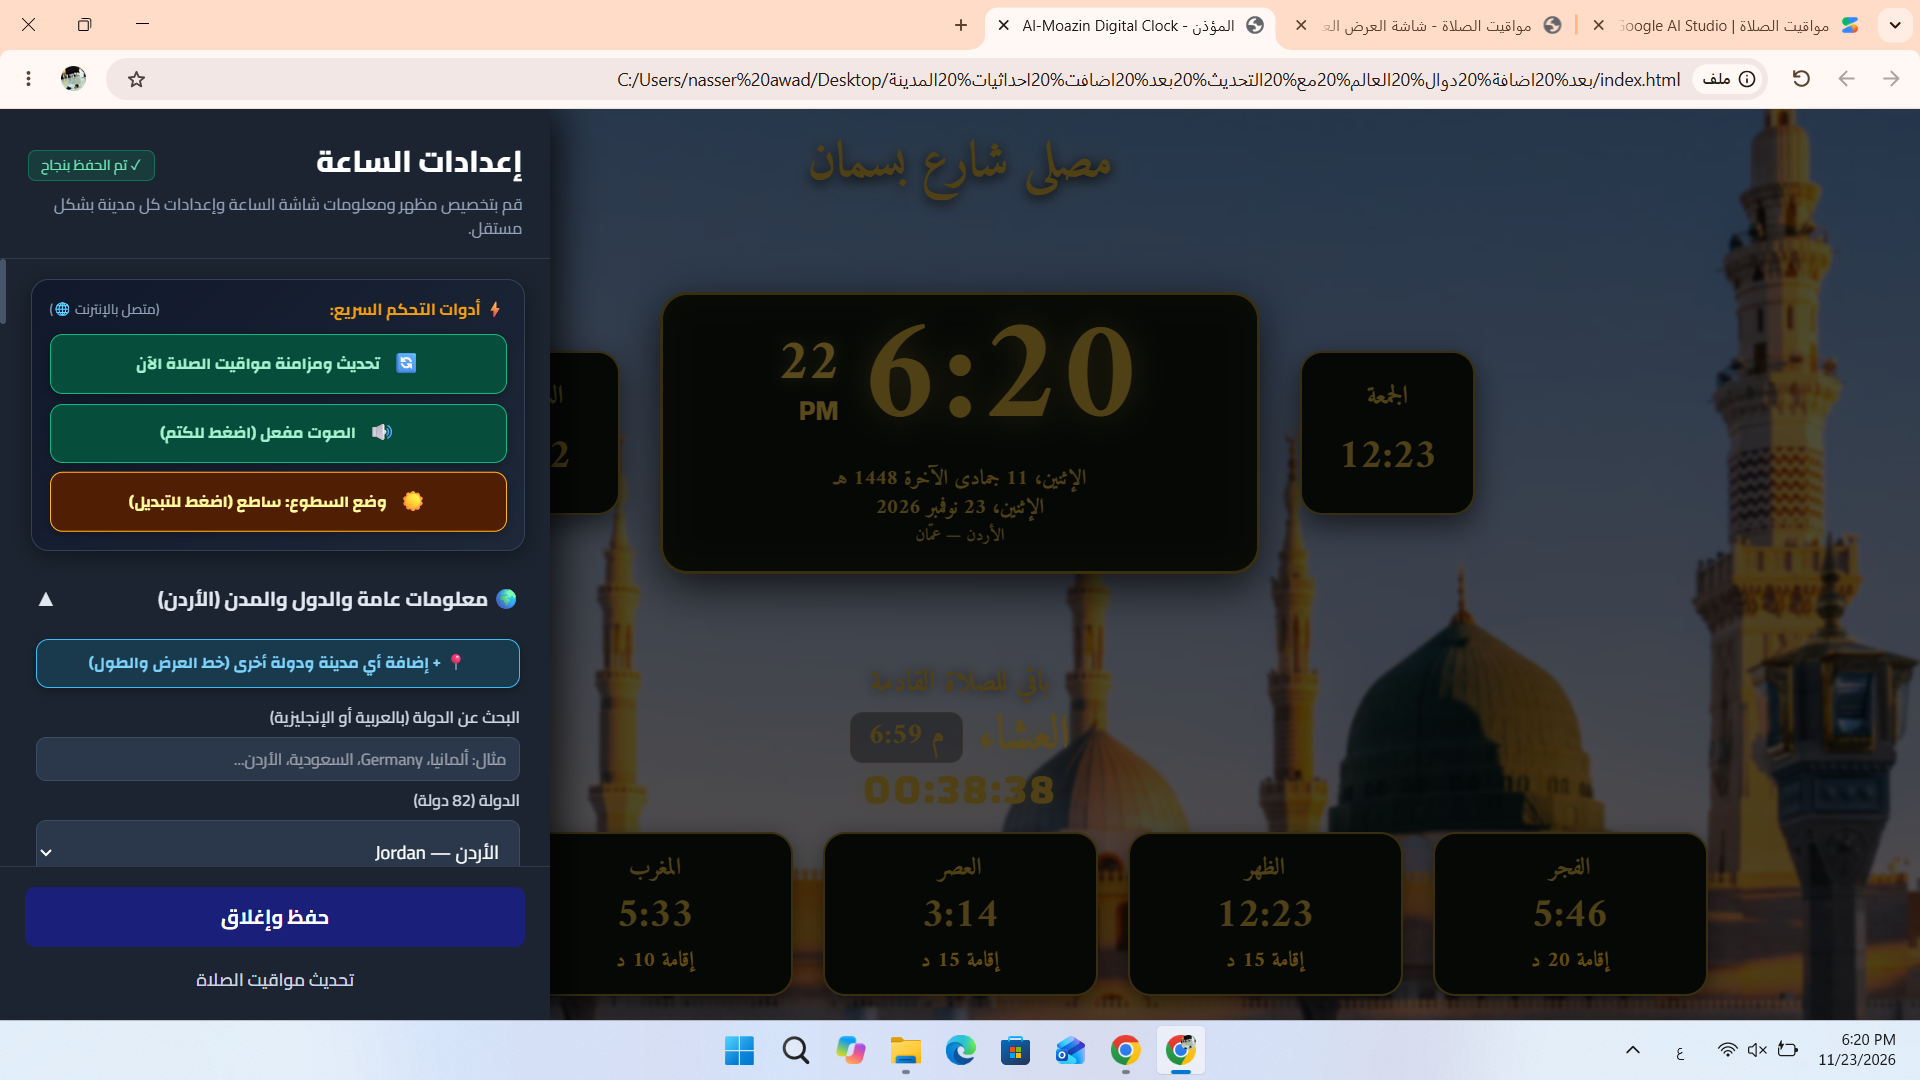 مواقيت الصلاة | Google AI Studio
مواقيت الصلاة - شاشة العرض
المؤذن - Al-Moazin Digital Clock
ملف
C:/Users/nasser%20awad/Desktop/بعد%20اضافة%20دوال%20العالم%20مع%20التحديث%20بعد%20اضافت%20احداثيات%20المدينة/index.html
إعدادات الساعة
✓ تم الحفظ بنجاح
قم بتخصيص مظهر ومعلومات شاشة الساعة وإعدادات كل مدينة بشكل
مستقل.
⚡ أدوات التحكم السريع:
(متصل بالإنترنت 🌐)
🔄 تحديث ومزامنة مواقيت الصلاة الآن
🔊 الصوت مفعل (اضغط للكتم)
☀️ وضع السطوع: ساطع (اضغط للتبديل)
🌍 معلومات عامة والدول والمدن (الأردن) ▲
📍 + إضافة أي مدينة ودولة أخرى (خط العرض والطول)
البحث عن الدولة (بالعربية أو الإنجليزية)
مثال: ألمانيا، Germany، السعودية، الأردن...
الدولة (82 دولة)
الأردن — Jordan
حفظ وإغلاق
تحديث مواقيت الصلاة
مصلى شارع بسمان
6:20
22
PM
الإثنين، 11 جمادى الآخرة 1448 هـ
الإثنين، 23 نوفمبر 2026
الأردن — عمّان
الجمعة
12:23
باقي للصلاة القادمة
العشاء
6:59 م
00:38:38
الفجر
5:46
إقامة 20 د
الظهر
12:23
إقامة 15 د
العصر
3:14
إقامة 15 د
المغرب
5:33
إقامة 10 د
ع
6:20 PM
11/23/2026